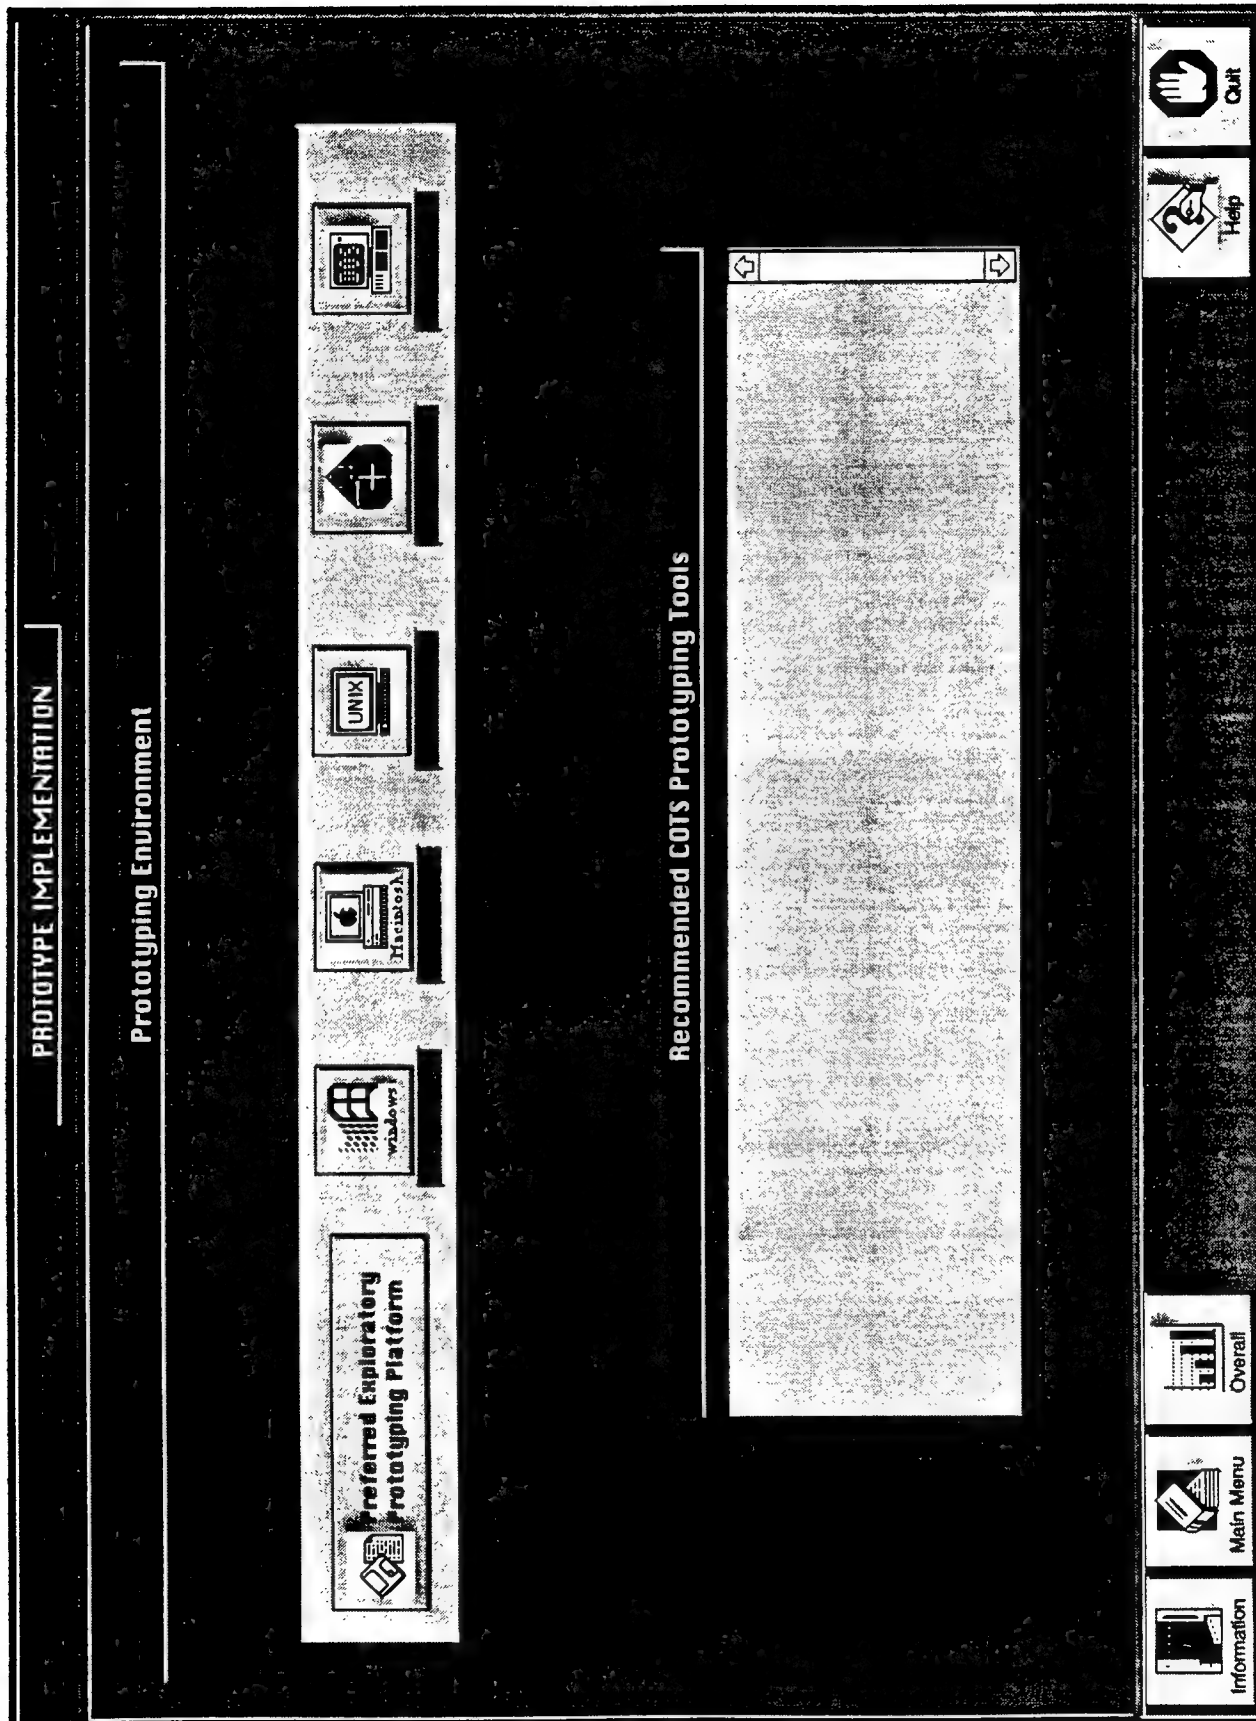 PROTOTYPE IMPLEMENTATION
Prototyping Environment
Preferred Exploratory
Prototyping Platform
windows
Macintosh
UNIX
Recommended COTS Prototyping Tools
Information
Main Menu
Overall
Help
Quit